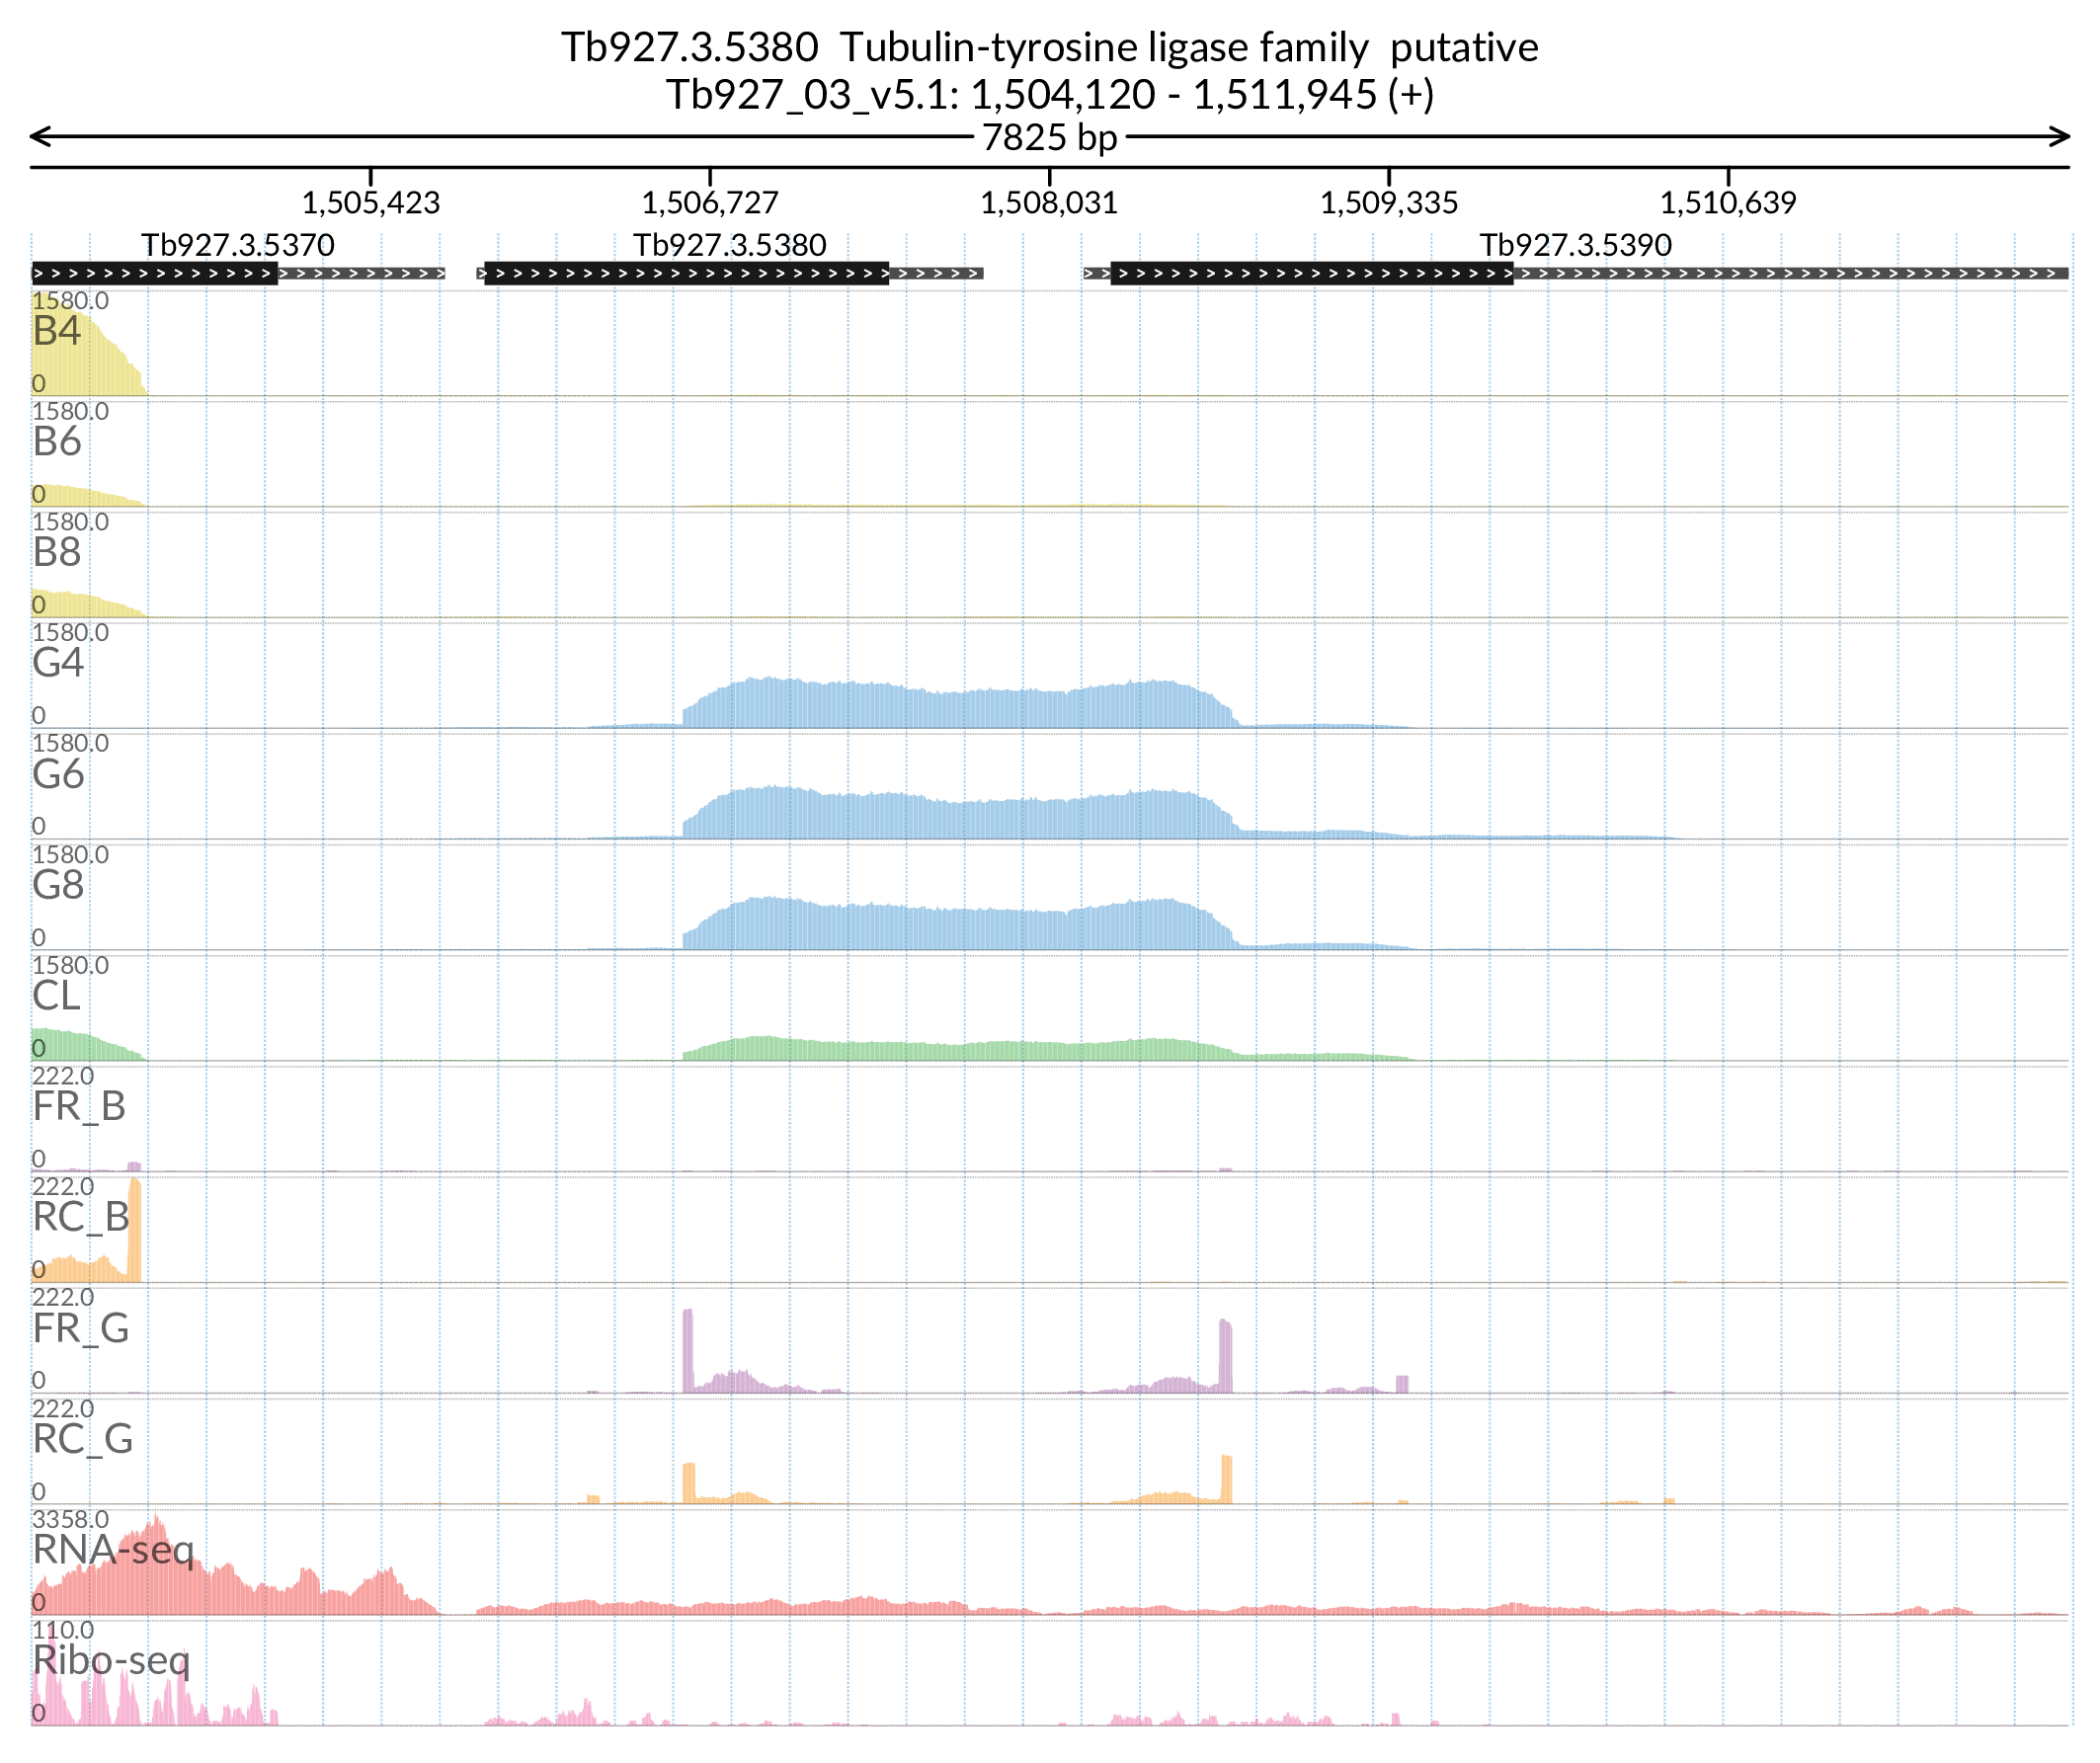 Tb927.3.5380  Tubulin-tyrosine ligase family  putative
Tb927_03_v5.1: 1,504,120 - 1,511,945 (+)
7825 bp
1,505,423 1,506,727 1,508,031 1,509,335 1,510,639
Tb927.3.5370 Tb927.3.5380 Tb927.3.5390
1580.0
B4
0
1580.0
B6
0
1580.0
B8
0
1580.0
G4
0
1580.0
G6
0
1580.0
G8
0
1580.0
CL
0
222.0
FR_B
0
222.0
RC_B
0
222.0
FR_G
0
222.0
RC_G
0
3358.0
RNA-seq
0
110.0
Ribo-seq
0